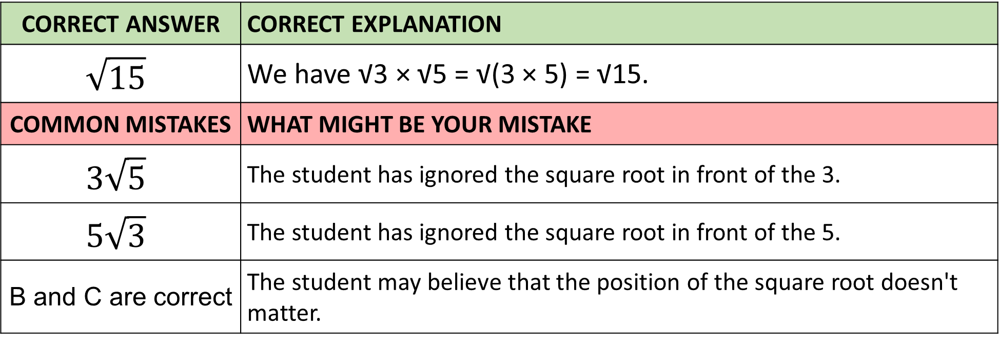 CORRECT ANSWER CORRECT EXPLANATION
√15 We have √3 × √5 = √(3 × 5) = √15.
COMMON MISTAKES WHAT MIGHT BE YOUR MISTAKE
3√5 The student has ignored the square root in front of the 3.
5√3 The student has ignored the square root in front of the 5.
B and C are correct The student may believe that the position of the square root doesn't
matter.